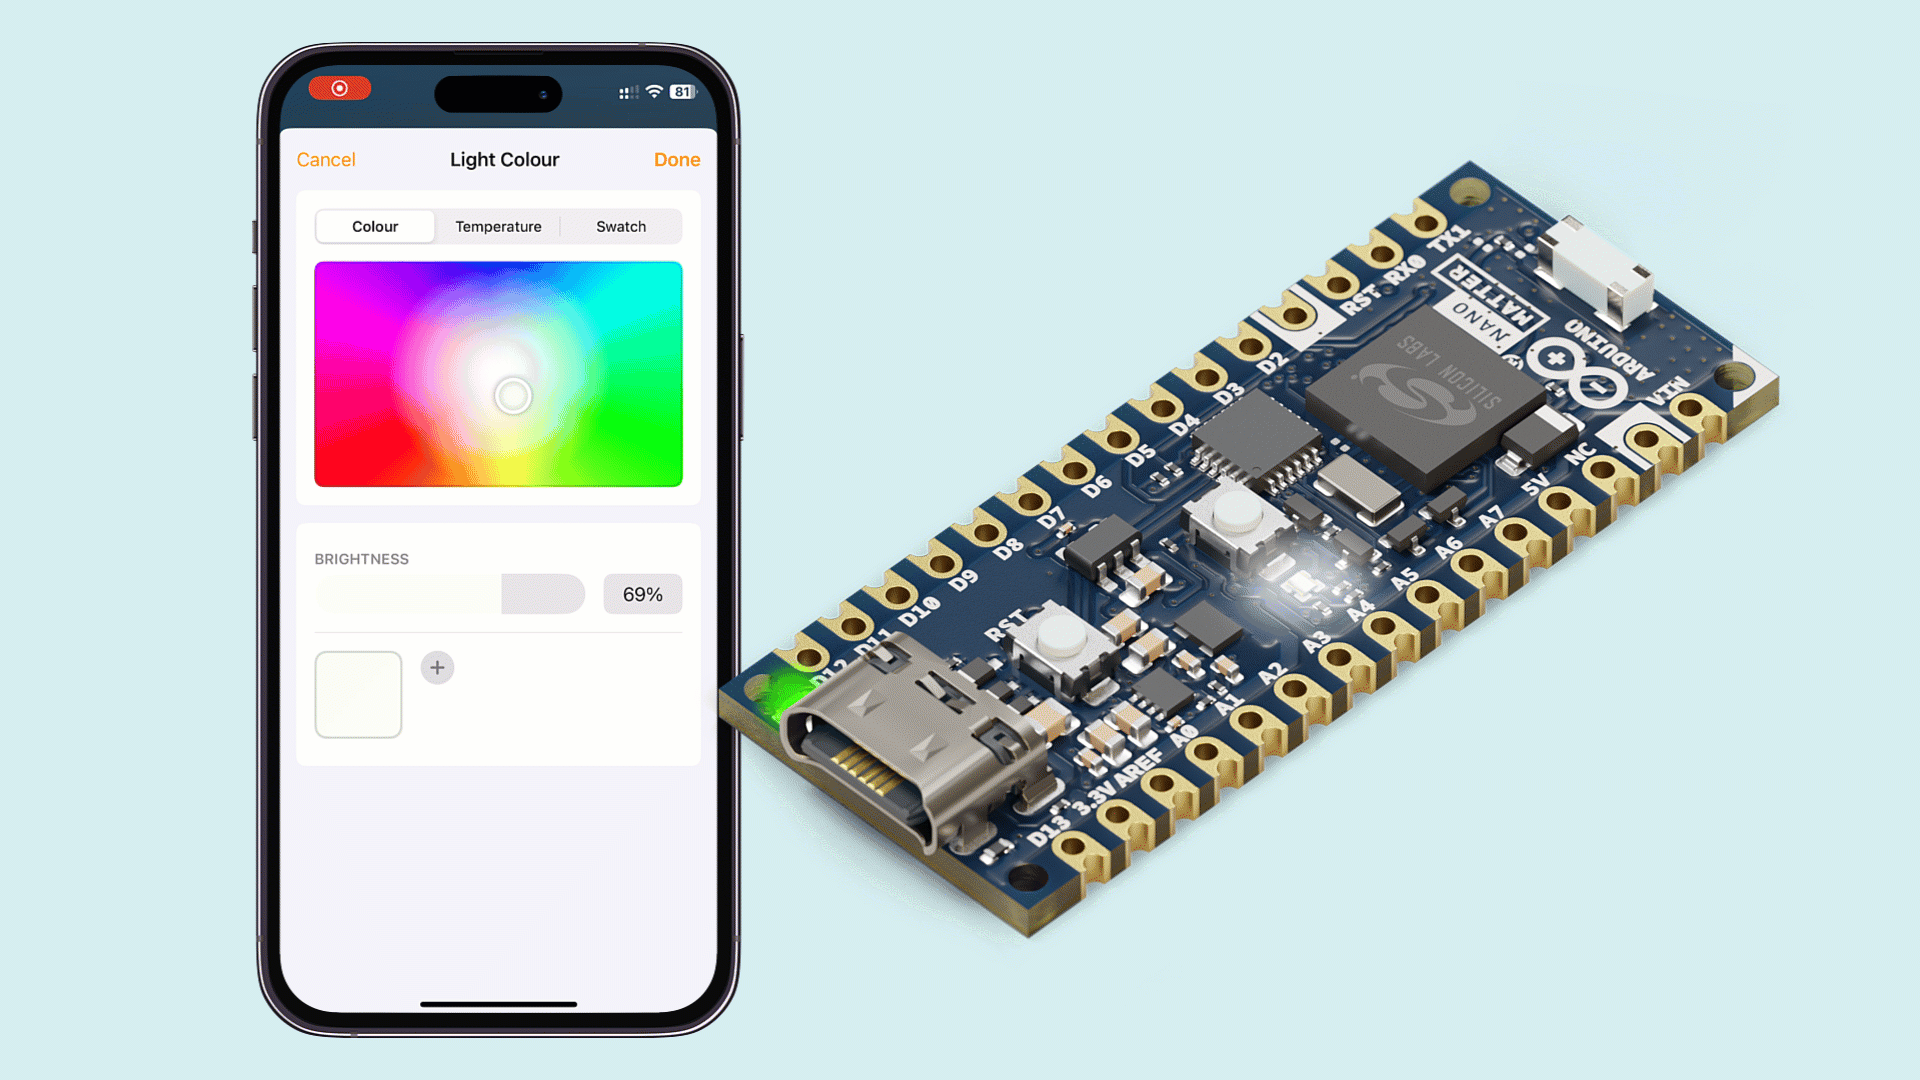 81
Cancel
Light Colour
Done
Colour
Temperature
Swatch
BRIGHTNESS
69%
+
TX1
RX0
RST
D2
D3
D4
D5
D6
D7
D8
D9
D10
D11
D12
NANO
MATTER
ARDUINO
SILICON LABS
RST
VIN
NC
5V
A7
A6
A5
A4
A3
A2
A1
A0
AREF
3.3V
D13